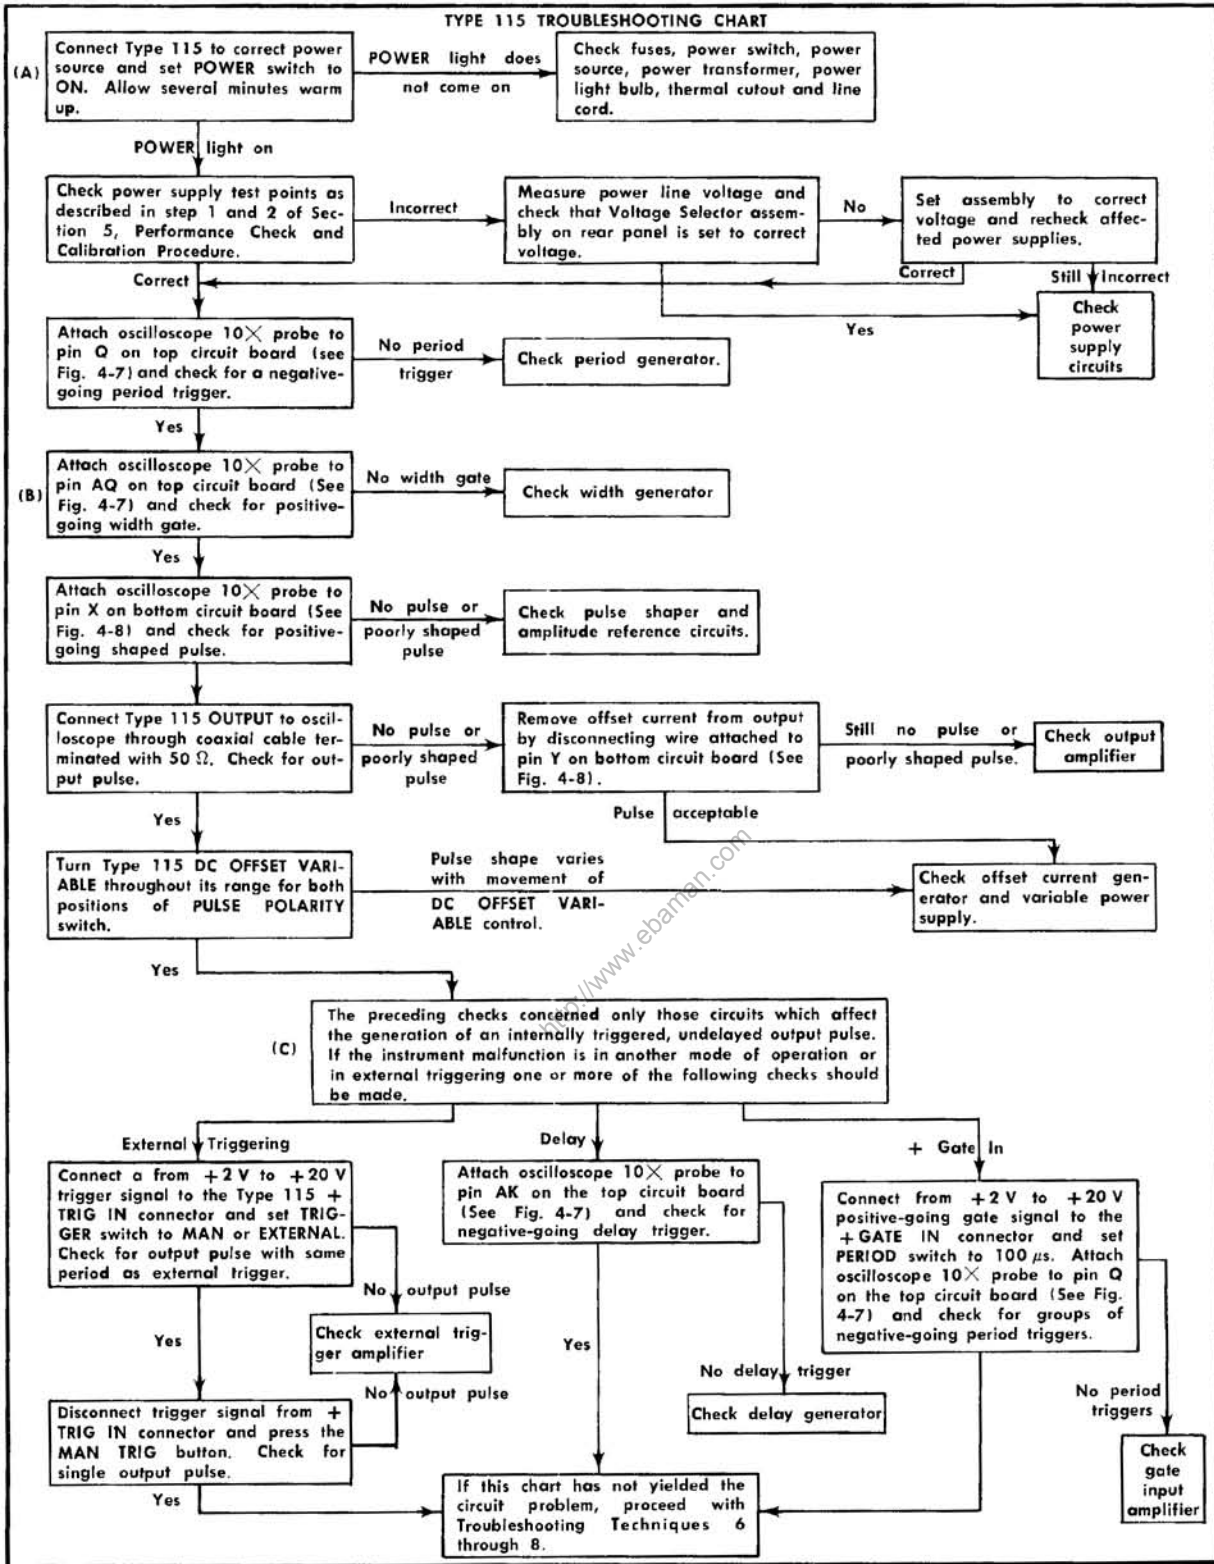 TYPE 115 TROUBLESHOOTING CHART
(A)
Connect Type 115 to correct power
source and set POWER switch to
ON. Allow several minutes warm
up.
POWER light does
not come on
Check fuses, power switch, power
source, power transformer, power
light bulb, thermal cutout and line
cord.
POWER light on
Check power supply test points as
described in step 1 and 2 of Sec-
tion 5, Performance Check and
Calibration Procedure.
Incorrect
Measure power line voltage and
check that Voltage Selector assem-
bly on rear panel is set to correct
voltage.
No
Set assembly to correct
voltage and recheck affec-
ted power supplies.
Correct
Correct
Still Incorrect
Yes
Check
power
supply
circuits
Attach oscilloscope 10X probe to
pin Q on top circuit board (see
Fig. 4-7) and check for a negative-
going period trigger.
No period
trigger
Check period generator.
Yes
(B)
Attach oscilloscope 10X probe to
pin AQ on top circuit board (See
Fig. 4-7) and check for positive-
going width gate.
No width gate
Check width generator
Yes
Attach oscilloscope 10X probe to
pin X on bottom circuit board (See
Fig. 4-8) and check for positive-
going shaped pulse.
No pulse or
poorly shaped
pulse
Check pulse shaper and
amplitude reference circuits.
Connect Type 115 OUTPUT to oscil-
loscope through coaxial cable ter-
minated with 50 Ω. Check for out-
put pulse.
No pulse or
poorly shaped
pulse
Remove offset current from output
by disconnecting wire attached to
pin Y on bottom circuit board (See
Fig. 4-8).
Still no pulse or
poorly shaped pulse.
Check output
amplifier
Yes
Pulse acceptable
Turn Type 115 DC OFFSET VARI-
ABLE throughout its range for both
positions of PULSE POLARITY
switch.
Pulse shape varies
with movement of
DC OFFSET VARI-
ABLE control.
Check offset current gen-
erator and variable power
supply.
Yes
http://www.ebaman.com
(C)
The preceding checks concerned only those circuits which affect
the generation of an internally triggered, undelayed output pulse.
If the instrument malfunction is in another mode of operation or
in external triggering one or more of the following checks should
be made.
External Triggering
Delay
+ Gate In
Connect a from +2 V to +20 V
trigger signal to the Type 115 +
TRIG IN connector and set TRIG-
GER switch to MAN or EXTERNAL.
Check for output pulse with same
period as external trigger.
Attach oscilloscope 10X probe to
pin AK on the top circuit board
(See Fig. 4-7) and check for
negative-going delay trigger.
Connect from +2 V to +20 V
positive-going gate signal to the
+GATE IN connector and set
PERIOD switch to 100 μs. Attach
oscilloscope 10X probe to pin Q
on the top circuit board (See Fig.
4-7) and check for groups of
negative-going period triggers.
No output pulse
Check external trig-
ger amplifier
Yes
Yes
No delay trigger
No output pulse
Check delay generator
No period
triggers
Disconnect trigger signal from +
TRIG IN connector and press the
MAN TRIG button. Check for
single output pulse.
Check
gate
input
amplifier
Yes
If this chart has not yielded the
circuit problem, proceed with
Troubleshooting Techniques 6
through 8.